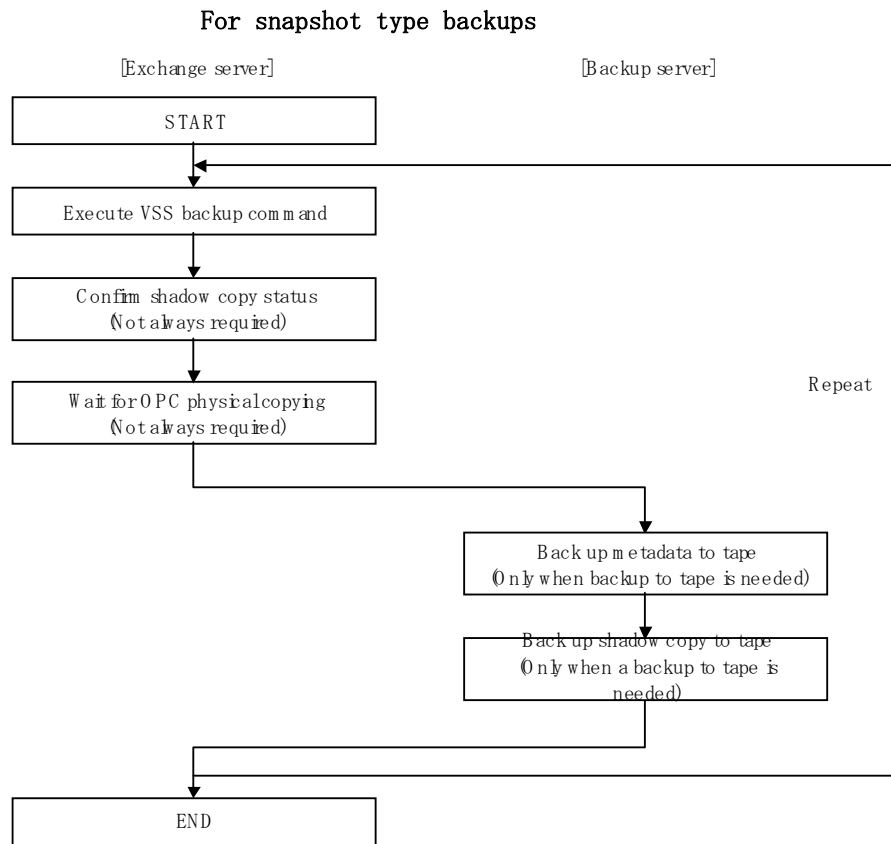 For snapshot type backups
[Exchange server]
[Backup server]
START
Execute VSS backup command
Confirm shadow copy status
(Not always required)
Wait for OPC physical copying
(Not always required)
Repeat
Back up metadata to tape
(Only when backup to tape is needed)
Back up shadow copy to tape
(Only when a backup to tape is
needed)
END